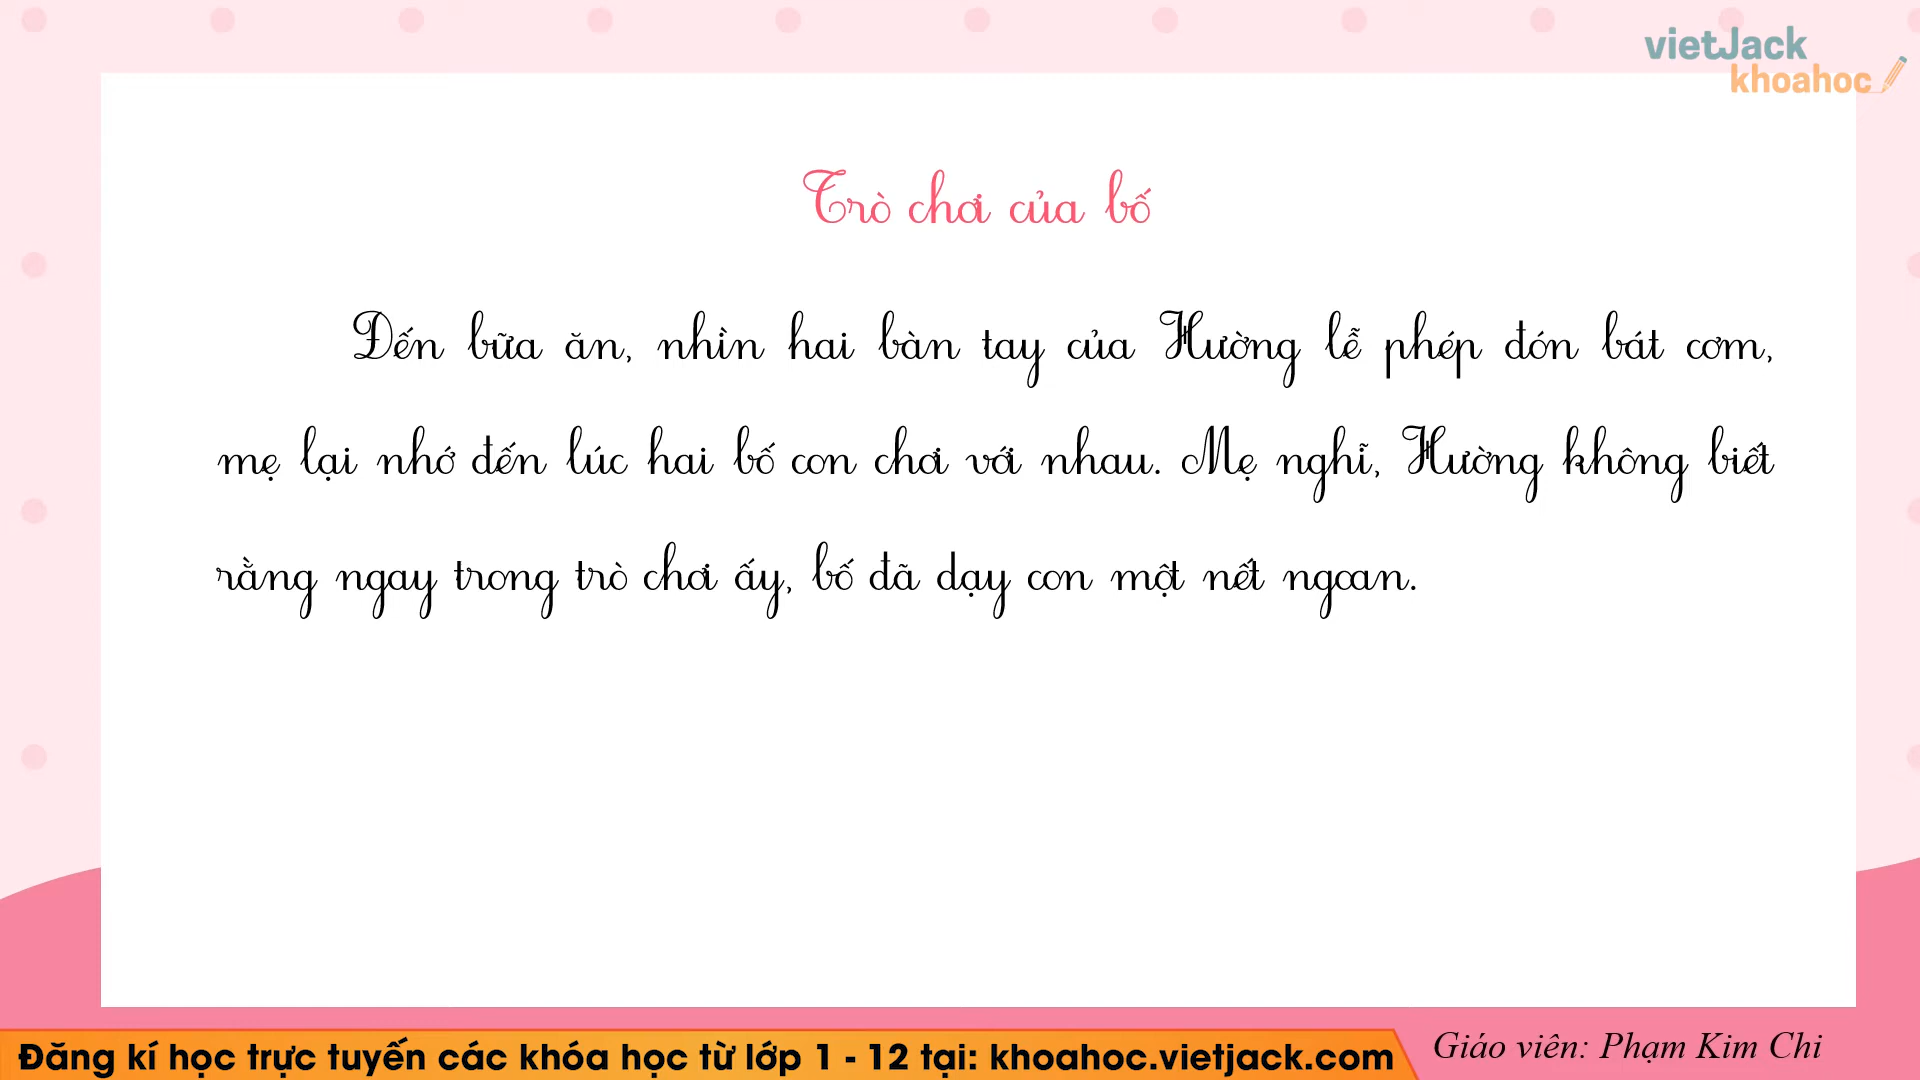 vietJack
khoahoc
Trò chơi của bố
Đến bữa ăn, nhìn hai bàn tay của Hường lễ phép đón bát cơm,
mẹ lại nhớ đến lúc hai bố con chơi với nhau. Mẹ nghĩ, Hường không biết
rằng ngay trong trò chơi ấy, bố đã dạy con một nết ngoan.
Đăng kí học trực tuyến các khóa học từ lớp 1 - 12 tại: khoahoc.vietjack.com
Giáo viên: Phạm Kim Chi